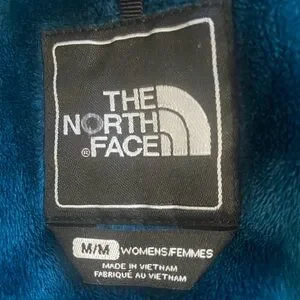 THE
NORTH
®FACE
M/M WOMENS/FEMMES
MADE IN VIETNAM
FABRIQUÉ AU VIETNAM